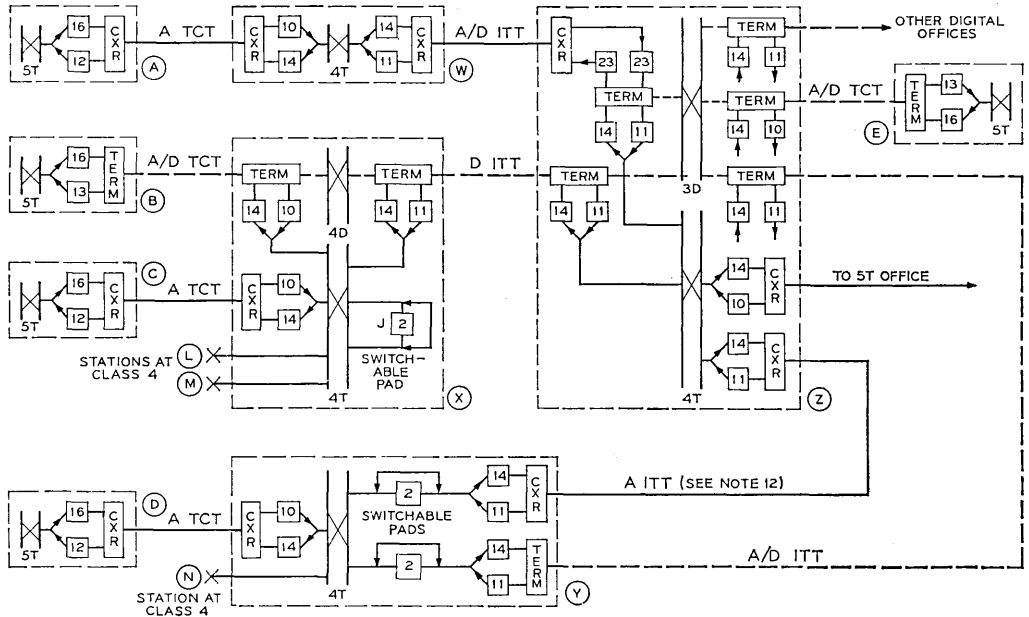 16
12
5T
CXR
A
A TCT
CXR
10
14
4T
14
11
CXR
W
A/D ITT
CXR
23
23
TERM
14
11
TERM
14
11
OTHER DIGITAL
OFFICES
TERM
14
10
A/D TCT
TERM
13
16
5T
E
16
13
5T
TERM
B
A/D TCT
TERM
14
10
4D
TERM
14
11
D ITT
TERM
14
11
3D
TERM
14
11
16
12
5T
CXR
C
A TCT
CXR
10
14
J
2
SWITCH-
ABLE
PAD
STATIONS AT
CLASS 4
L
M
4T
X
14
10
CXR
TO 5T OFFICE
14
11
CXR
4T
Z
16
12
5T
CXR
D
A TCT
CXR
10
14
2
SWITCHABLE
PADS
14
11
CXR
A ITT (SEE NOTE 12)
2
14
11
TERM
A/D ITT
N
STATION AT
CLASS 4
4T
Y